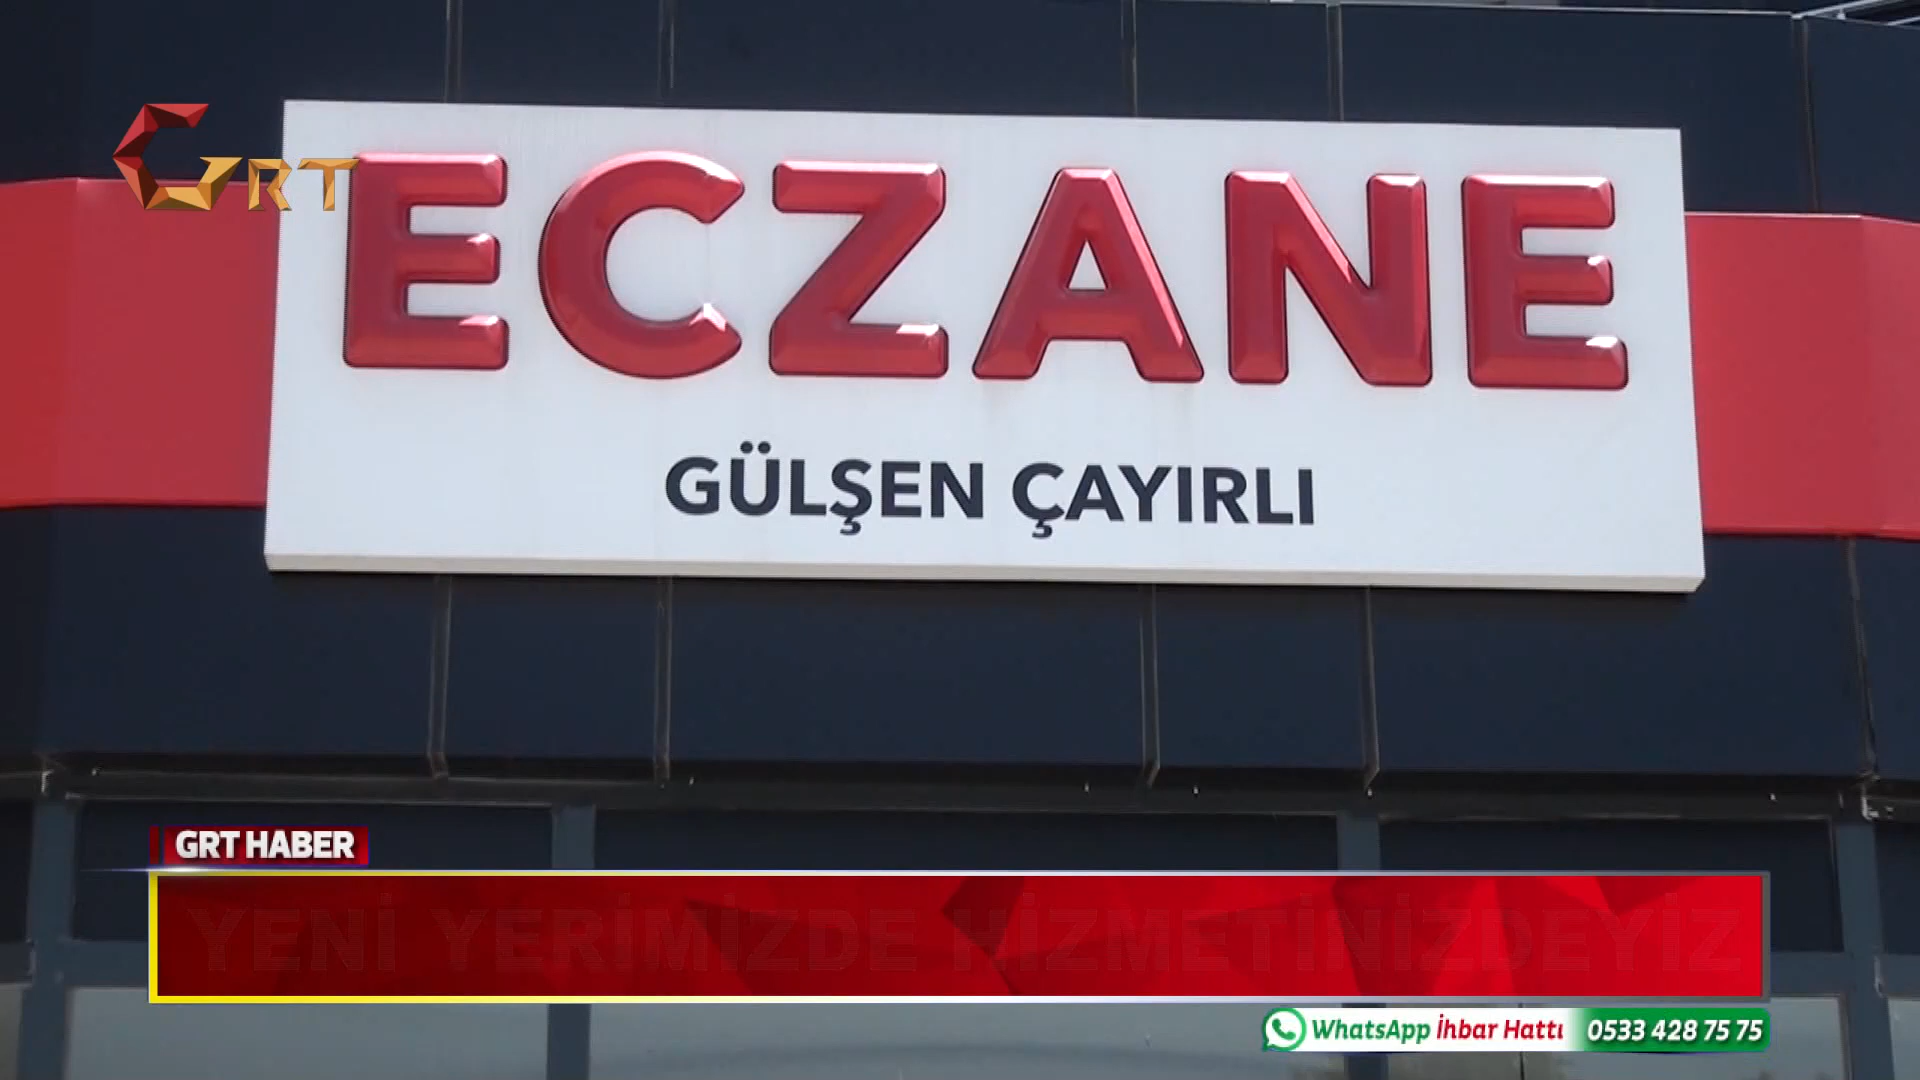 GRT
ECZANE
GÜLŞEN ÇAYIRLI
GRT HABER
YENİ YERİMİZDE HİZMETİNİZDEYİZ
WhatsApp İhbar Hattı 0533 428 75 75